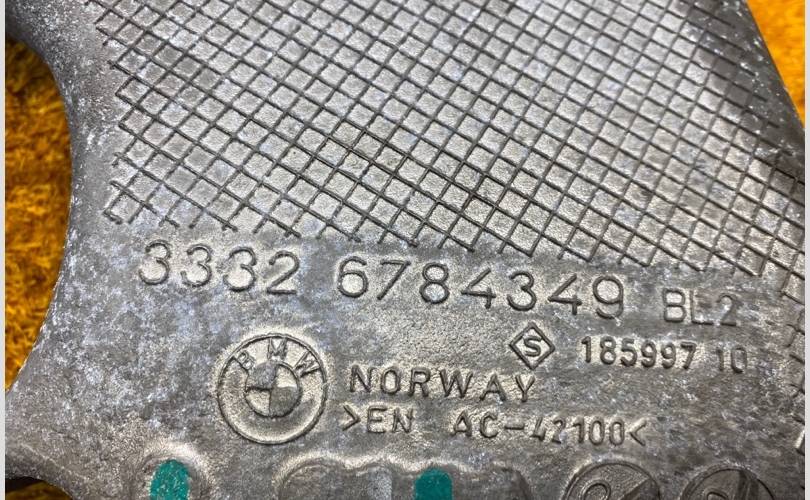 3332 6784349 BL2
S 185997 10
BMW
NORWAY
>EN AC-42100<